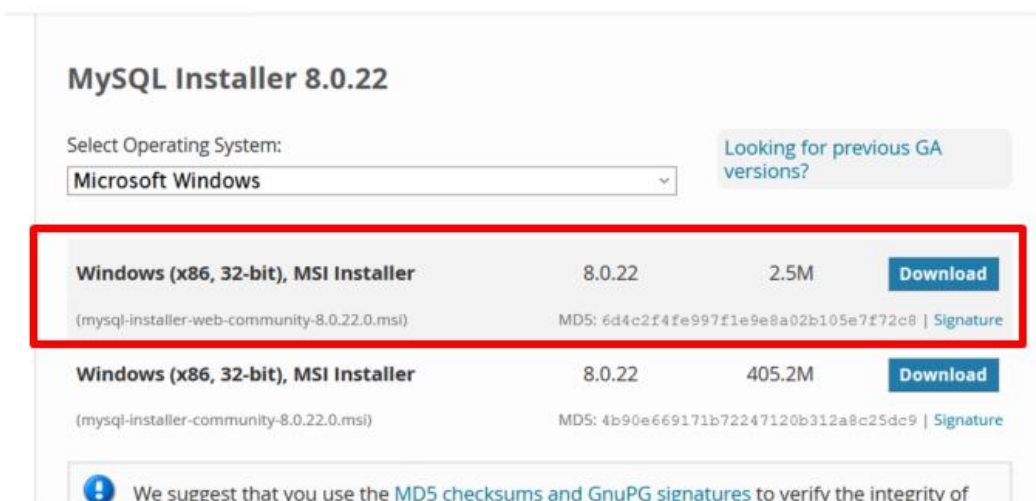 MySQL Installer 8.0.22
Select Operating System:
Looking for previous GA
versions?
Microsoft Windows
Windows (x86, 32-bit), MSI Installer 8.0.22 2.5M Download
(mysql-installer-web-community-8.0.22.0.msi) MD5: 6d4c2f4fe997f1e9e8a02b105e7f72c8 | Signature
Windows (x86, 32-bit), MSI Installer 8.0.22 405.2M Download
(mysql-installer-community-8.0.22.0.msi) MD5: 4b90e669171b72247120b312a8c25dc9 | Signature
We suggest that you use the MD5 checksums and GnuPG signatures to verify the integrity of